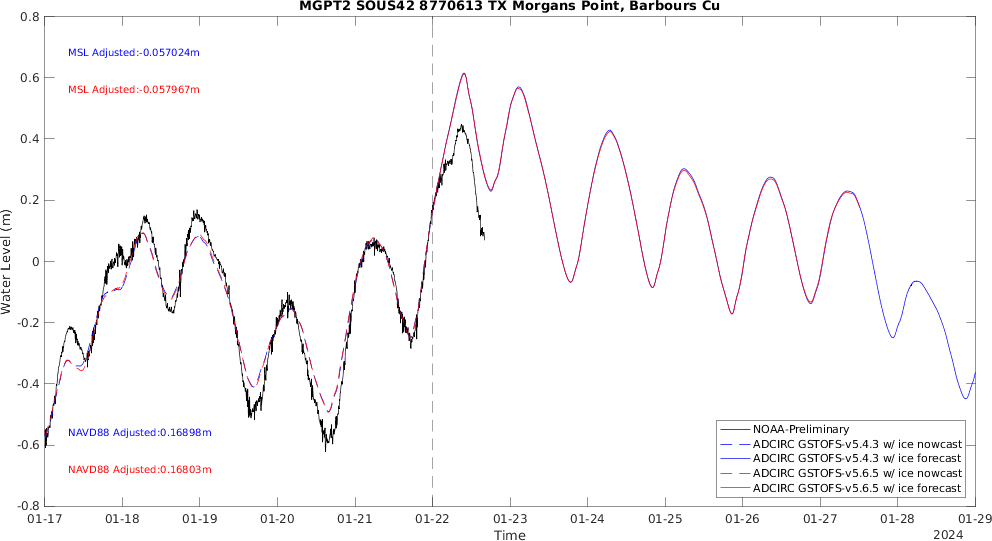 MGPT2 SOUS42 8770613 TX Morgans Point, Barbours Cu
0.8
0.6
0.4
0.2
0
-0.2
-0.4
-0.6
-0.8
Water Level (m)
MSL Adjusted:-0.057024m
MSL Adjusted:-0.057967m
NAVD88 Adjusted:0.16898m
NAVD88 Adjusted:0.16803m
NOAA-Preliminary
ADCIRC GSTOFS-v5.4.3 w/ ice nowcast
ADCIRC GSTOFS-v5.4.3 w/ ice forecast
ADCIRC GSTOFS-v5.6.5 w/ ice nowcast
ADCIRC GSTOFS-v5.6.5 w/ ice forecast
01-17 01-18 01-19 01-20 01-21 01-22 01-23 01-24 01-25 01-26 01-27 01-28 01-29
Time
2024